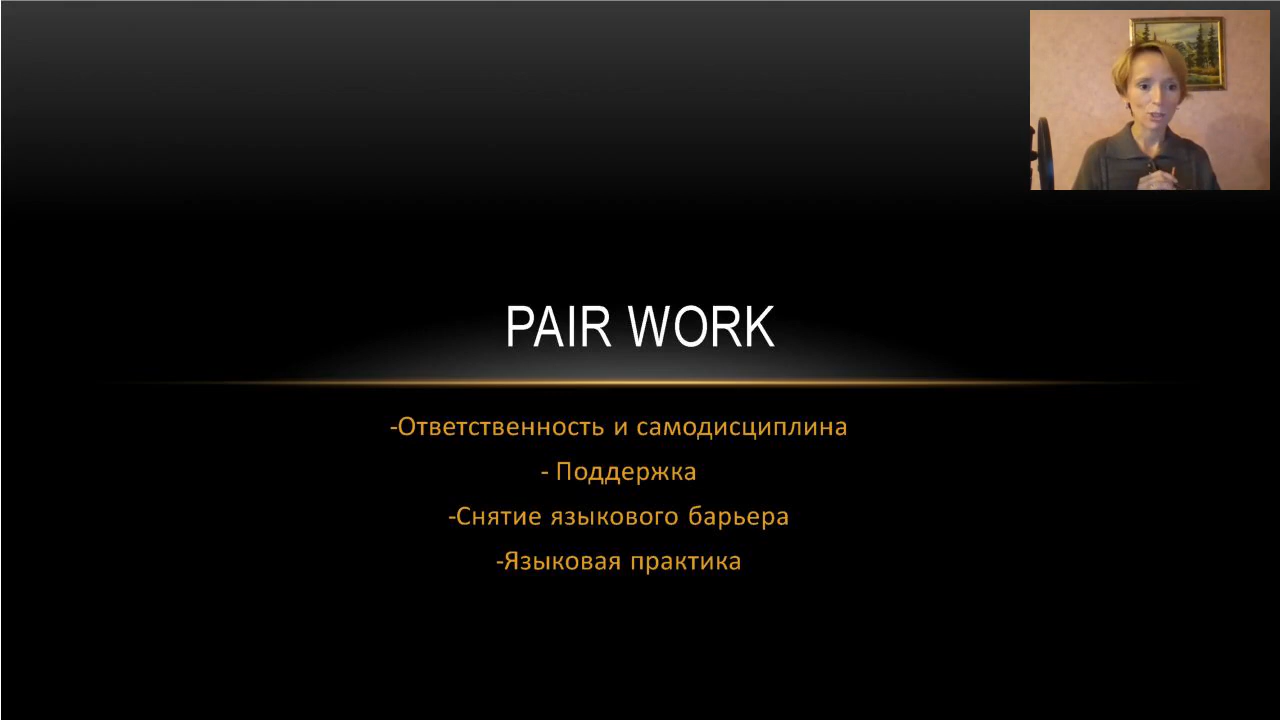 PAIR WORK
-Ответственность и самодисциплина
- Поддержка
-Снятие языкового барьера
-Языковая практика